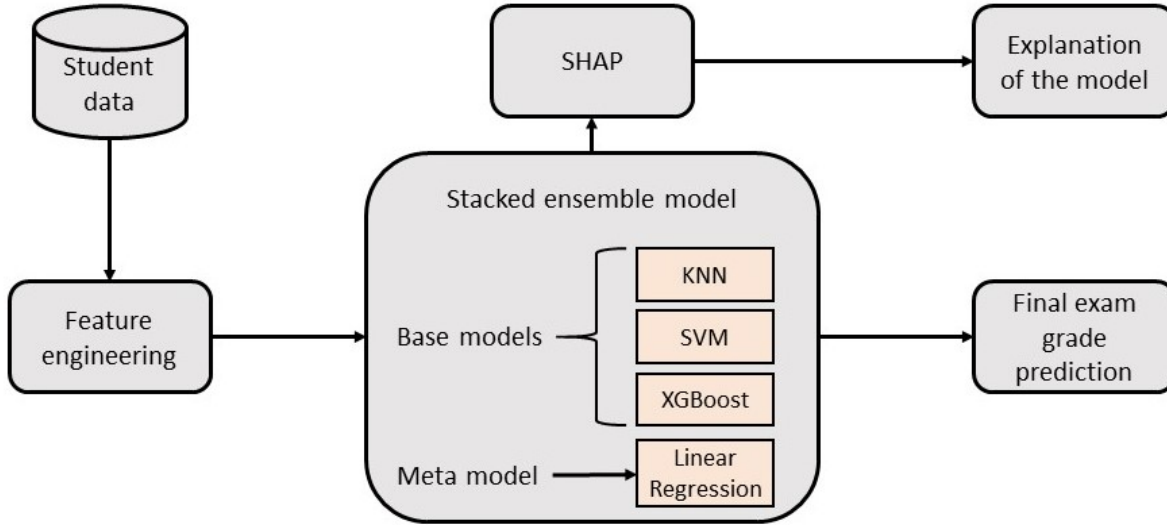 Student
data
SHAP
Explanation
of the model
Stacked ensemble model
Feature
engineering
Base models
KNN
SVM
XGBoost
Meta model
Linear
Regression
Final exam
grade
prediction